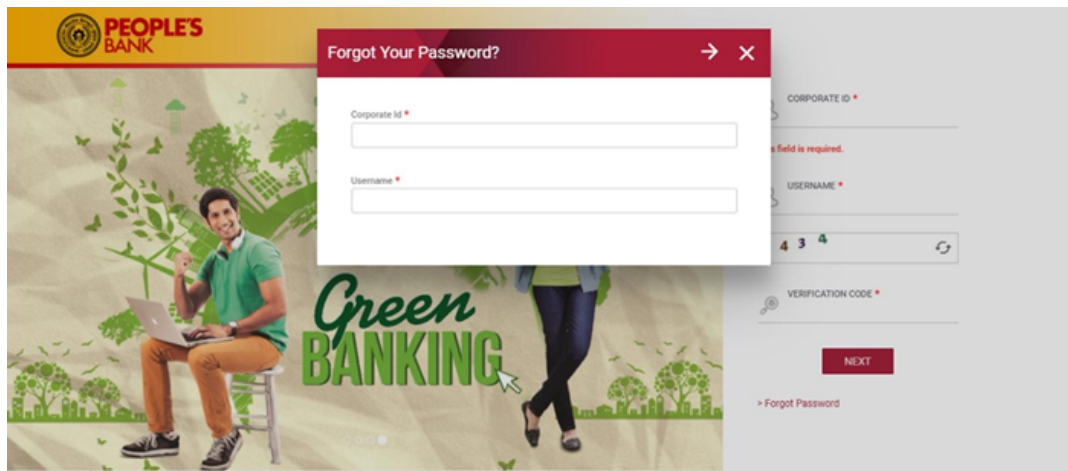 PEOPLE'S
BANK
Forgot Your Password?
Corporate Id *
Username *
CORPORATE ID *
field is required.
USERNAME *
4 3 4
VERIFICATION CODE *
NEXT
> Forgot Password
Green
BANKING